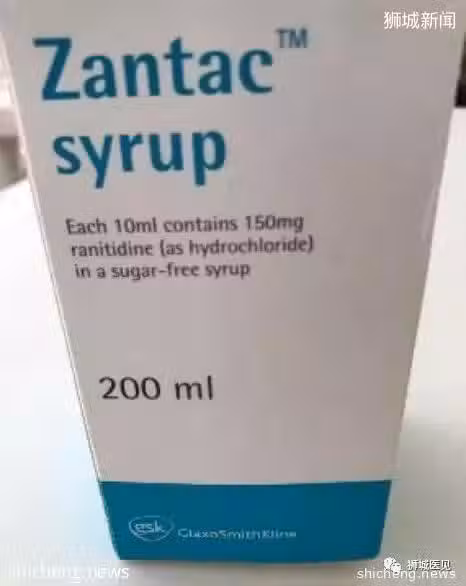 狮城新闻
Zantac™
syrup
Each 10ml contains 150mg
ranitidine (as hydrochloride)
in a sugar-free syrup
200 ml
gsk GlaxoSmithKline
狮城医见
shicheng.news shicheng.news